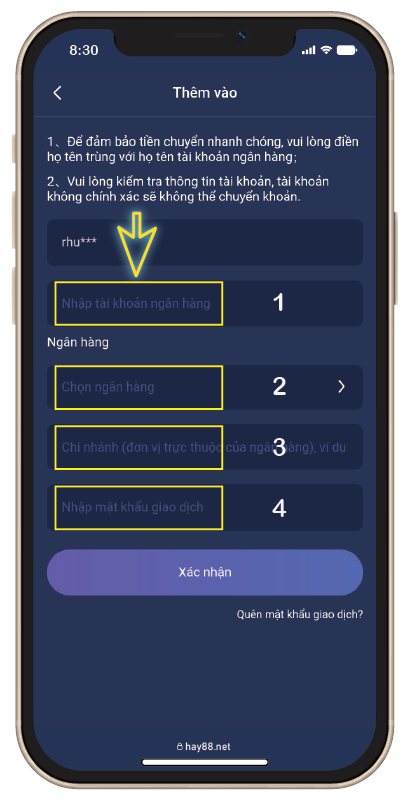 8:30
Thêm vào
1、Để đảm bảo tiền chuyển nhanh chóng, vui lòng điền
họ tên trùng với họ tên tài khoản ngân hàng;
2、Vui lòng kiểm tra thông tin tài khoản, tài khoản
không chính xác sẽ không thể chuyển khoản.
rhu***
Nhập tài khoản ngân hàng 1
Ngân hàng
Chọn ngân hàng 2
Chi nhánh (đơn vị trực thuộc của ngân hàng), ví dụ 3
Nhập mật khẩu giao dịch 4
Xác nhận
Quên mật khẩu giao dịch?
hay88.net